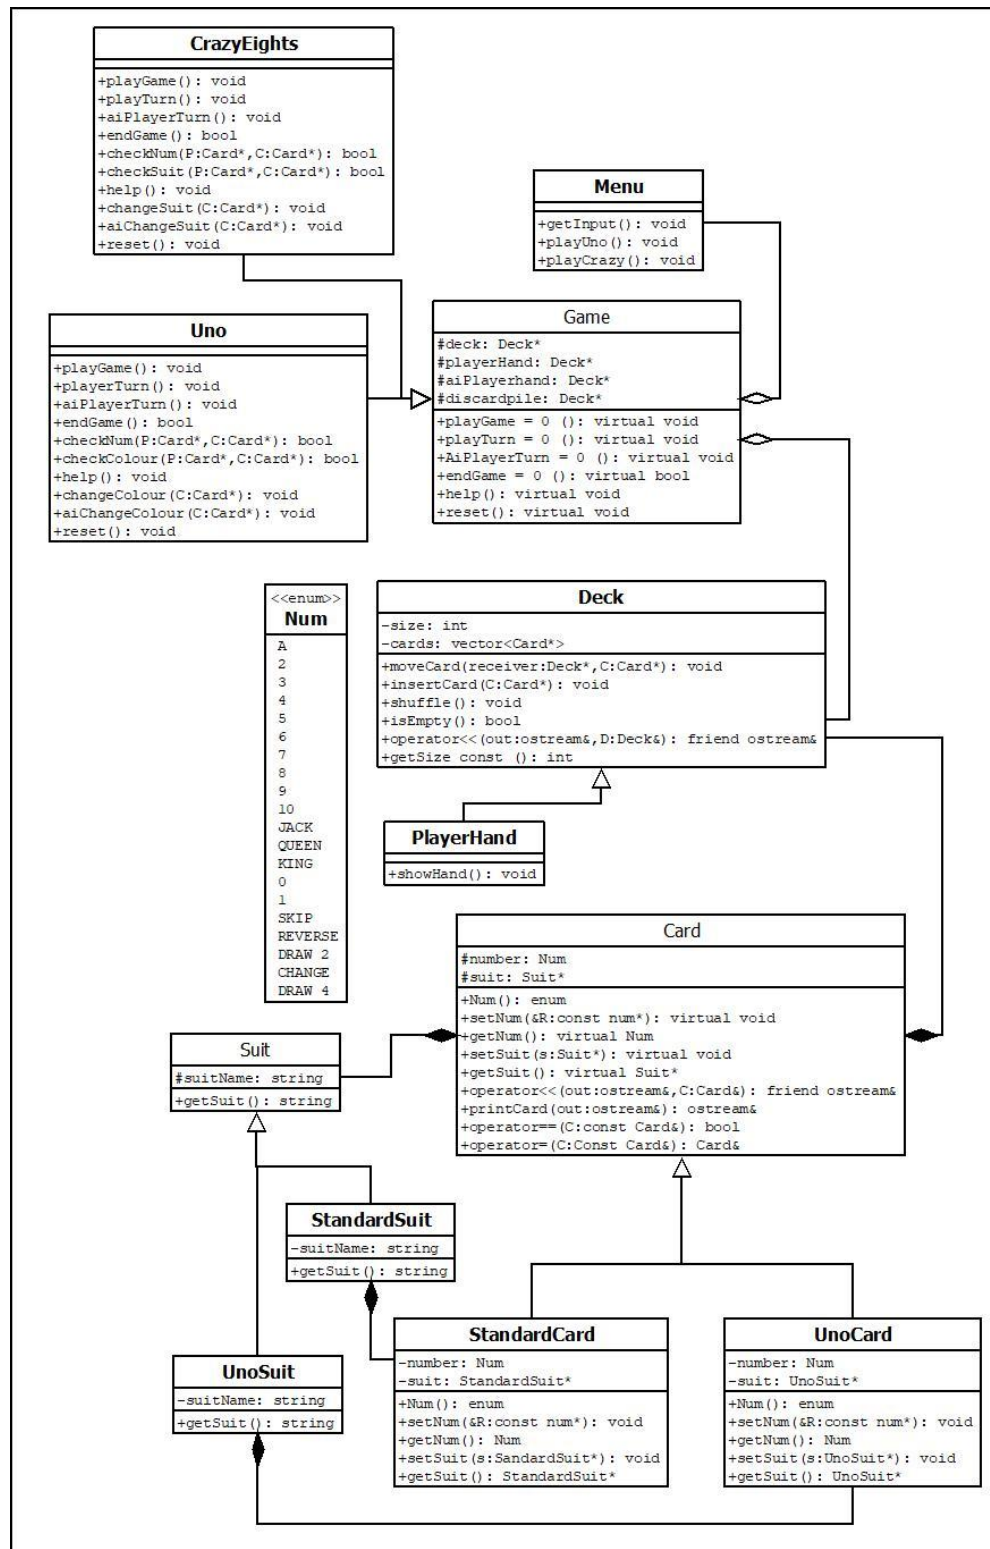 CrazyEights
+playGame(): void
+playTurn(): void
+aiPlayerTurn(): void
+endGame(): bool
+checkNum(P:Card*,C:Card*): bool
+checkSuit(P:Card*,C:Card*): bool
+help(): void
+changeSuit(C:Card*): void
+aiChangeSuit(C:Card*): void
+reset(): void
Menu
+getInput(): void
+playUno(): void
+playCrazy(): void
Uno
+playGame(): void
+playerTurn(): void
+aiPlayerTurn(): void
+endGame(): bool
+checkNum(P:Card*,C:Card*): bool
+checkColour(P:Card*,C:Card*): bool
+help(): void
+changeColour(C:Card*): void
+aiChangeColour(C:Card*): void
+reset(): void
Game
#deck: Deck*
#playerHand: Deck*
#aiPlayerhand: Deck*
#discardpile: Deck*
+playGame = 0 (): virtual void
+playTurn = 0 (): virtual void
+AiPlayerTurn = 0 (): virtual void
+endGame = 0 (): virtual bool
+help(): virtual void
+reset(): virtual void
<<enum>>
Num
A
2
3
4
5
6
7
8
9
10
JACK
QUEEN
KING
0
1
SKIP
REVERSE
DRAW 2
CHANGE
DRAW 4
Deck
-size: int
-cards: vector<Card*>
+moveCard(receiver:Deck*,C:Card*): void
+insertCard(C:Card*): void
+shuffle(): void
+isEmpty(): bool
+operator<<(out:ostream&,D:Deck&): friend ostream&
+getSize const (): int
PlayerHand
+showHand(): void
Card
#number: Num
#suit: Suit*
+Num(): enum
+setNum(&R:const num*): virtual void
+getNum(): virtual Num
+setSuit(s:Suit*): virtual void
+getSuit(): virtual Suit*
+operator<<(out:ostream&,C:Card&): friend ostream&
+printCard(out:ostream&): ostream&
+operator==(C:const Card&): bool
+operator=(C:Const Card&): Card&
Suit
#suitName: string
+getSuit(): string
StandardSuit
-suitName: string
+getSuit(): string
UnoSuit
-suitName: string
+getSuit(): string
StandardCard
-number: Num
-suit: StandardSuit*
+Num(): enum
+setNum(&R:const num*): void
+getNum(): Num
+setSuit(s:SandardSuit*): void
+getSuit(): StandardSuit*
UnoCard
-number: Num
-suit: UnoSuit*
+Num(): enum
+setNum(&R:const num*): void
+getNum(): Num
+setSuit(s:UnoSuit*): void
+getSuit(): UnoSuit*